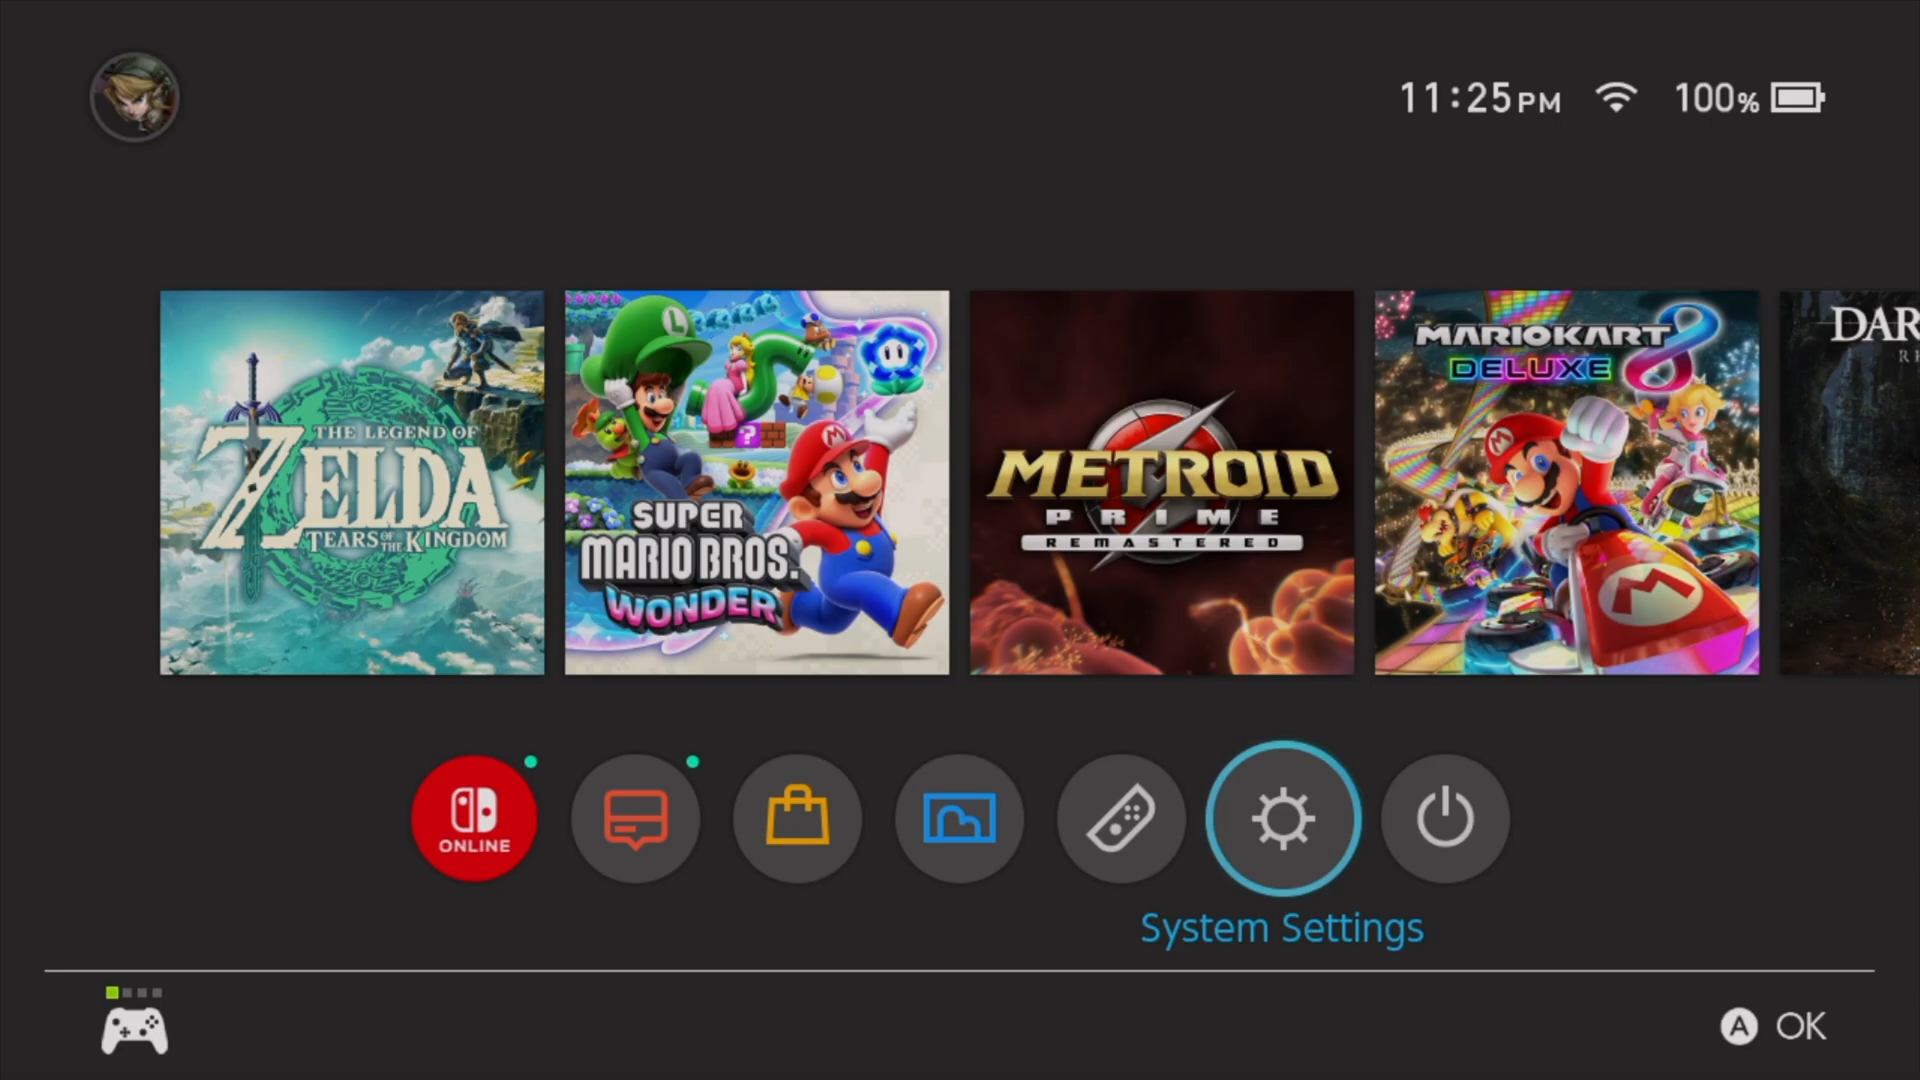 11:25PM 100%
THE LEGEND OF
ZELDA
TEARS OF THE KINGDOM
L
M
?
SUPER
MARIO BROS.
WONDER
METROID
PRIME
REMASTERED
MARIOKART 8
DELUXE
M
M
DAR
R
ONLINE
System Settings
A OK